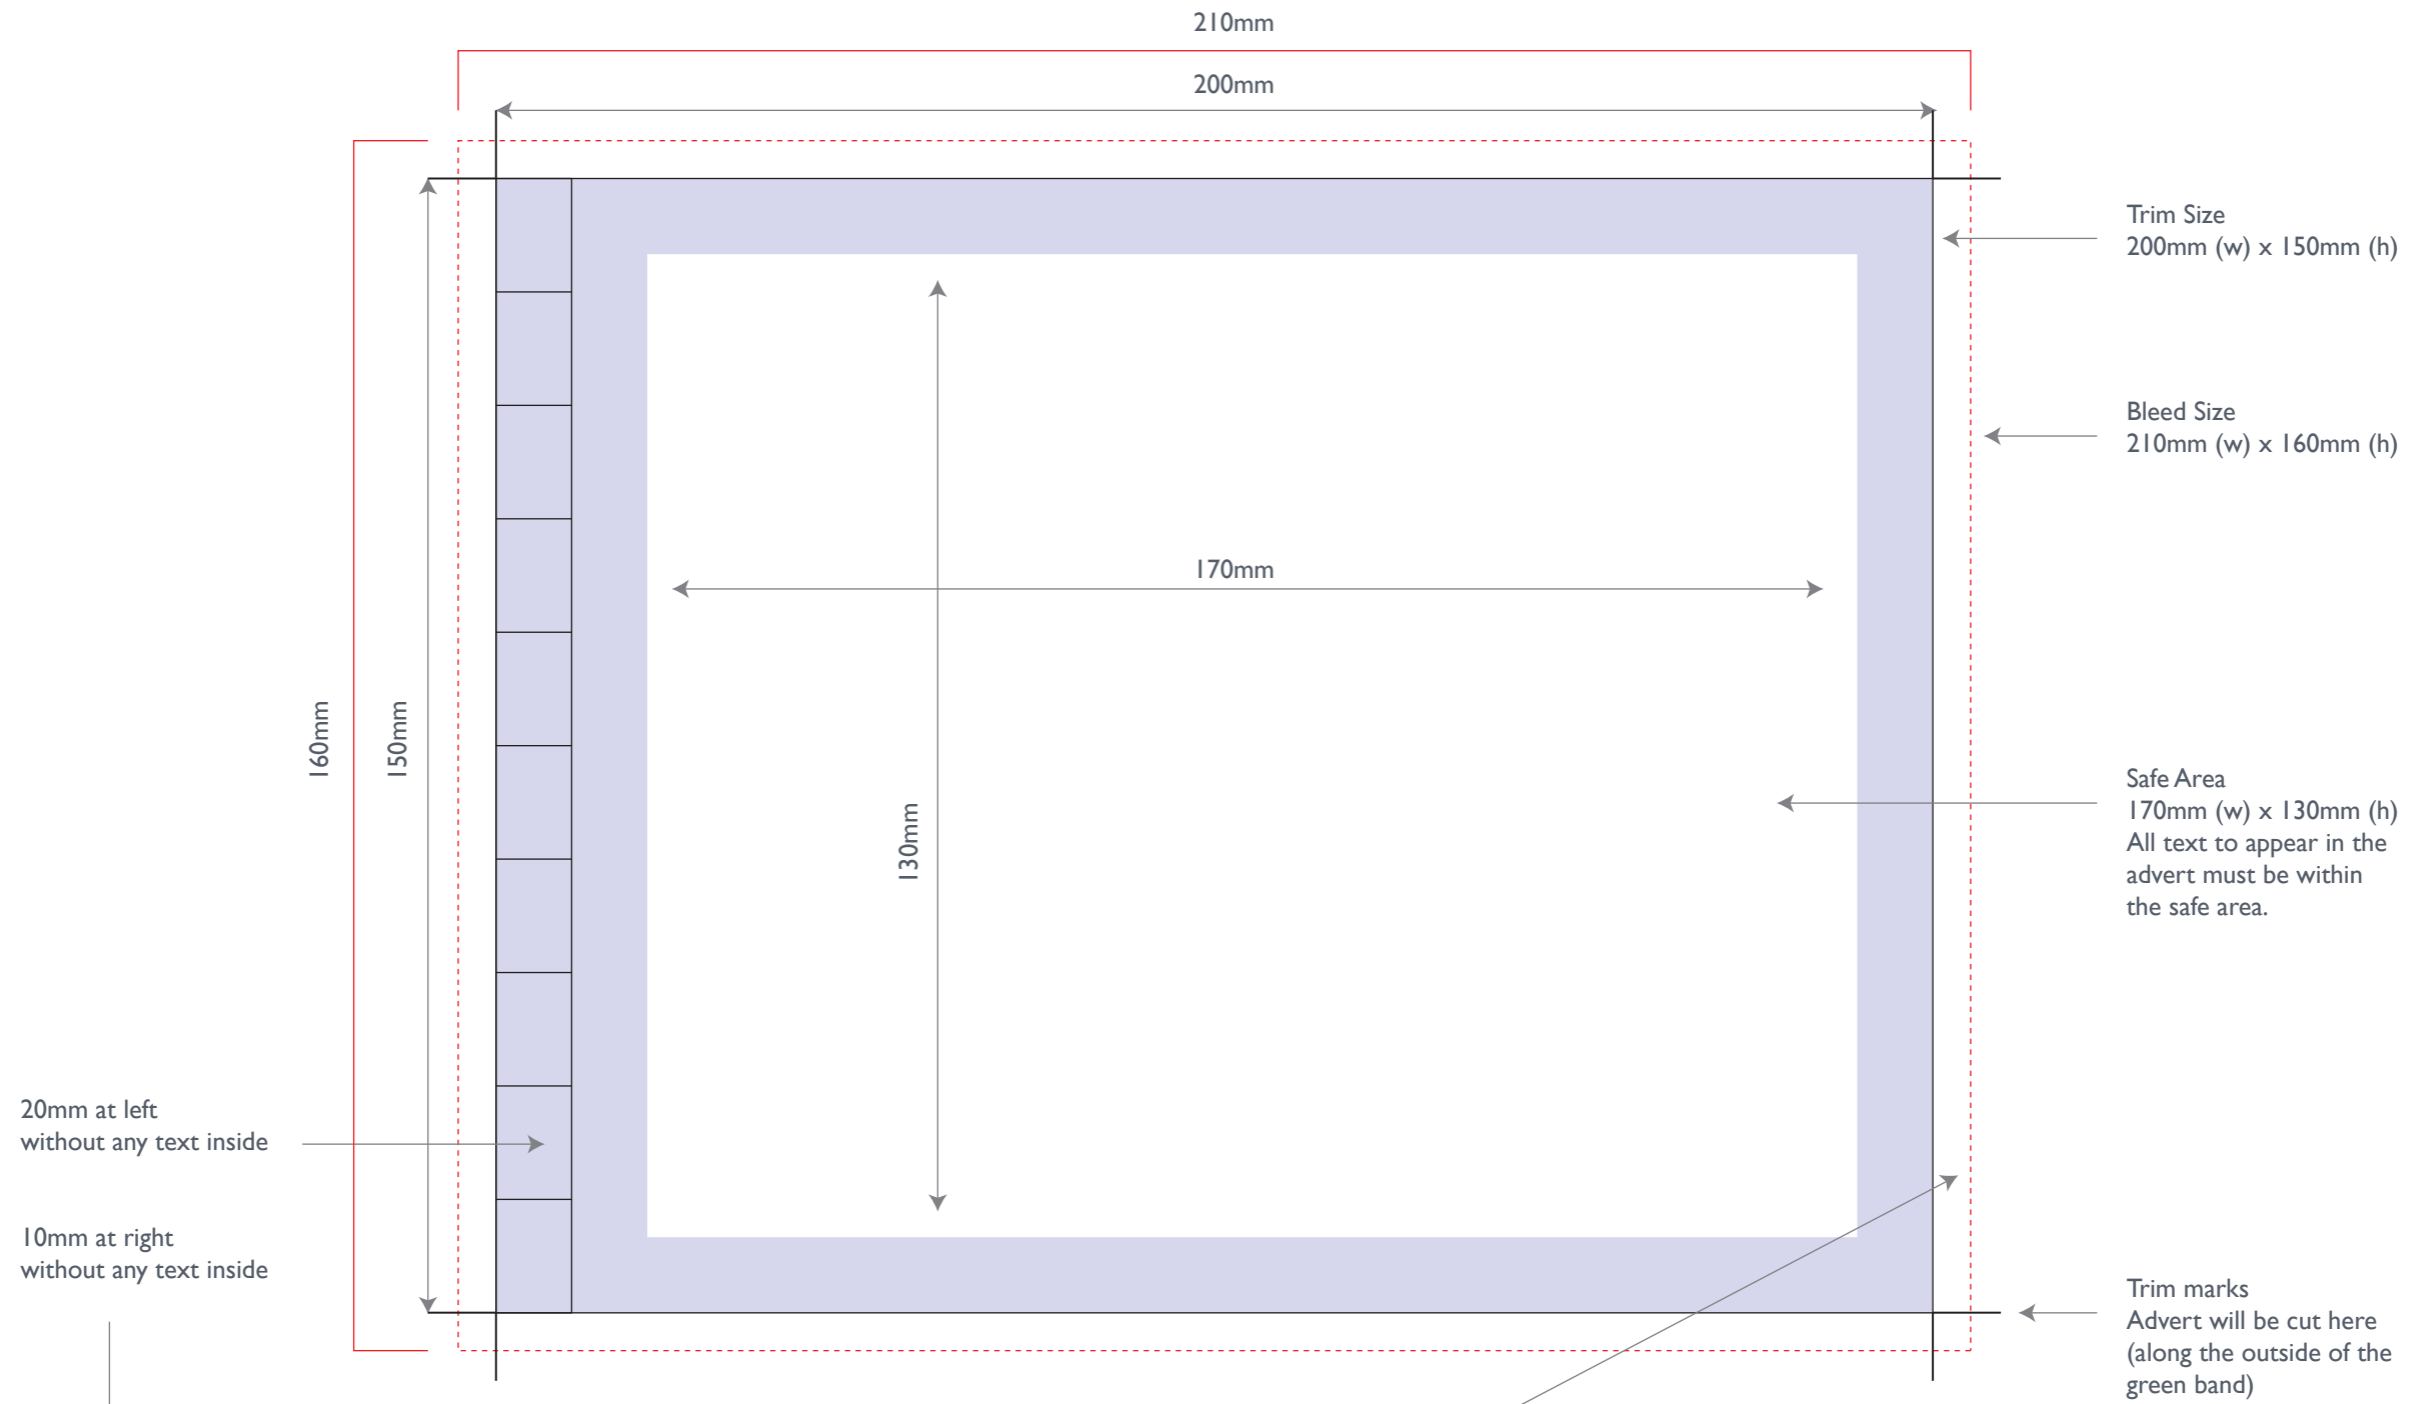 210mm
200mm
Trim Size
200mm (w) x 150mm (h)
Bleed Size
210mm (w) x 160mm (h)
170mm
160mm
150mm
130mm
Safe Area
170mm (w) x 130mm (h)
All text to appear in the
advert must be within
the safe area.
20mm at left
without any text inside
10mm at right
without any text inside
Trim marks
Advert will be cut here
(along the outside of the
green band)